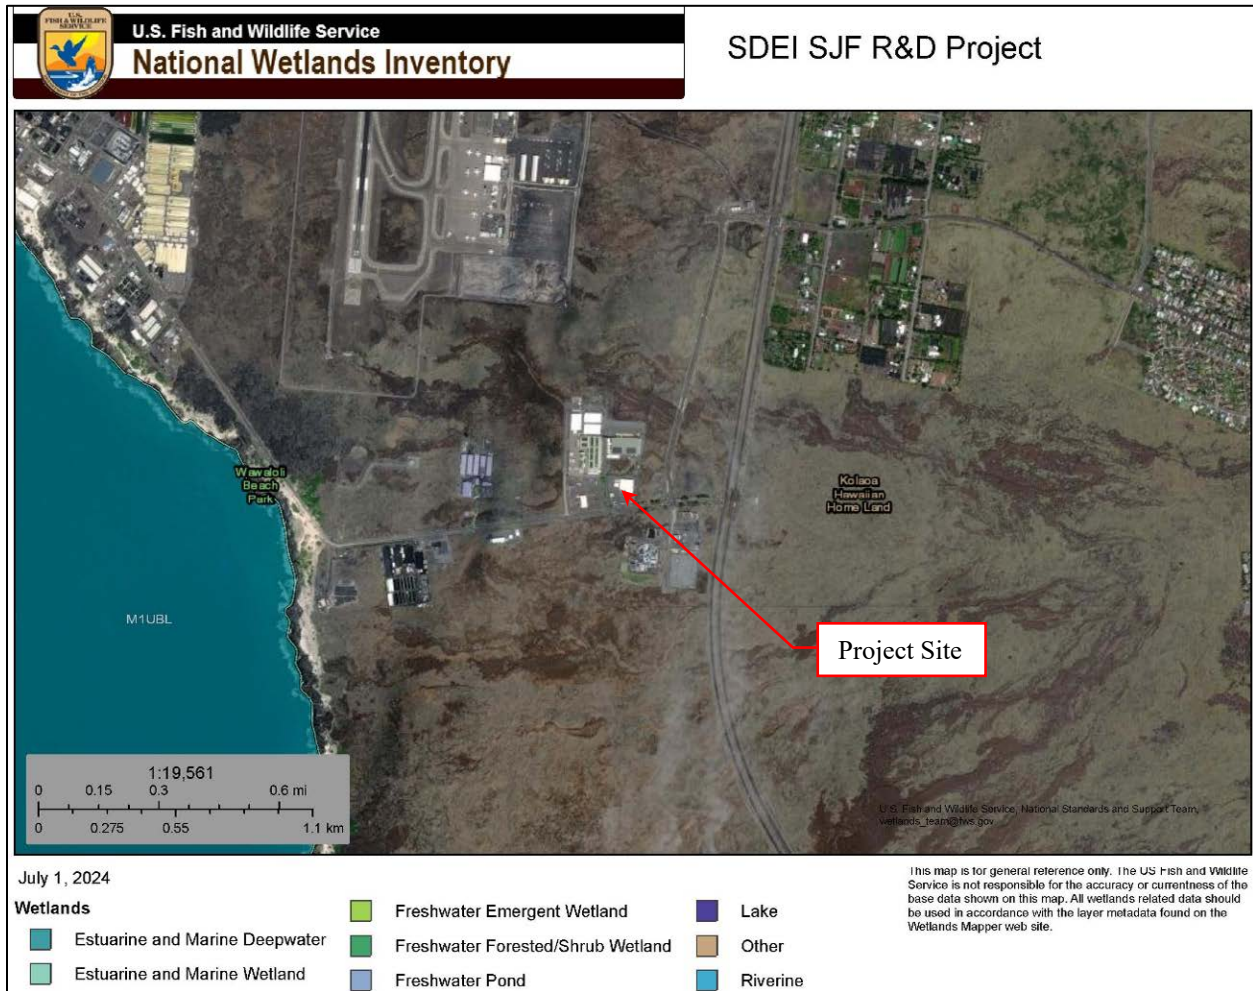 U.S.
FISH & WILDLIFE
SERVICE
U.S. Fish and Wildlife Service
National Wetlands Inventory
SDEI SJF R&D Project
Wawaloli
Beach
Park
Kolaoa
Hawaiian
Home Land
M1UBL
Project Site
1:19,561
0 0.15 0.3 0.6 mi
0 0.275 0.55 1.1 km
U.S. Fish and Wildlife Service, National Standards and Support Team,
wetlands_team@fws.gov
July 1, 2024
Wetlands
Estuarine and Marine Deepwater
Estuarine and Marine Wetland
Freshwater Emergent Wetland
Freshwater Forested/Shrub Wetland
Freshwater Pond
Lake
Other
Riverine
This map is for general reference only. The US Fish and Wildlife
Service is not responsible for the accuracy or currentness of the
base data shown on this map. All wetlands related data should
be used in accordance with the layer metadata found on the
Wetlands Mapper web site.